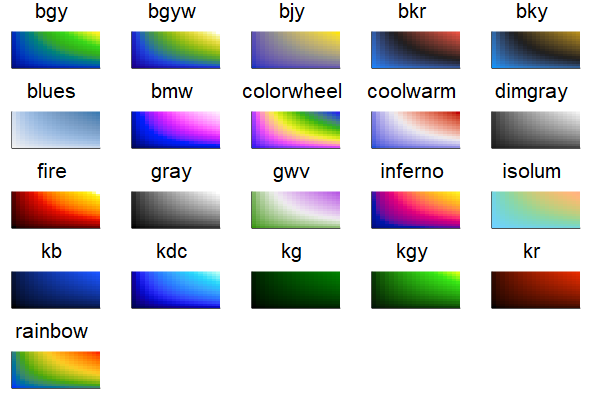 bgy bgyw bjy bkr bky
blues bmw colorwheel coolwarm dimgray
fire gray gwv inferno isolum
kb kdc kg kgy kr
rainbow